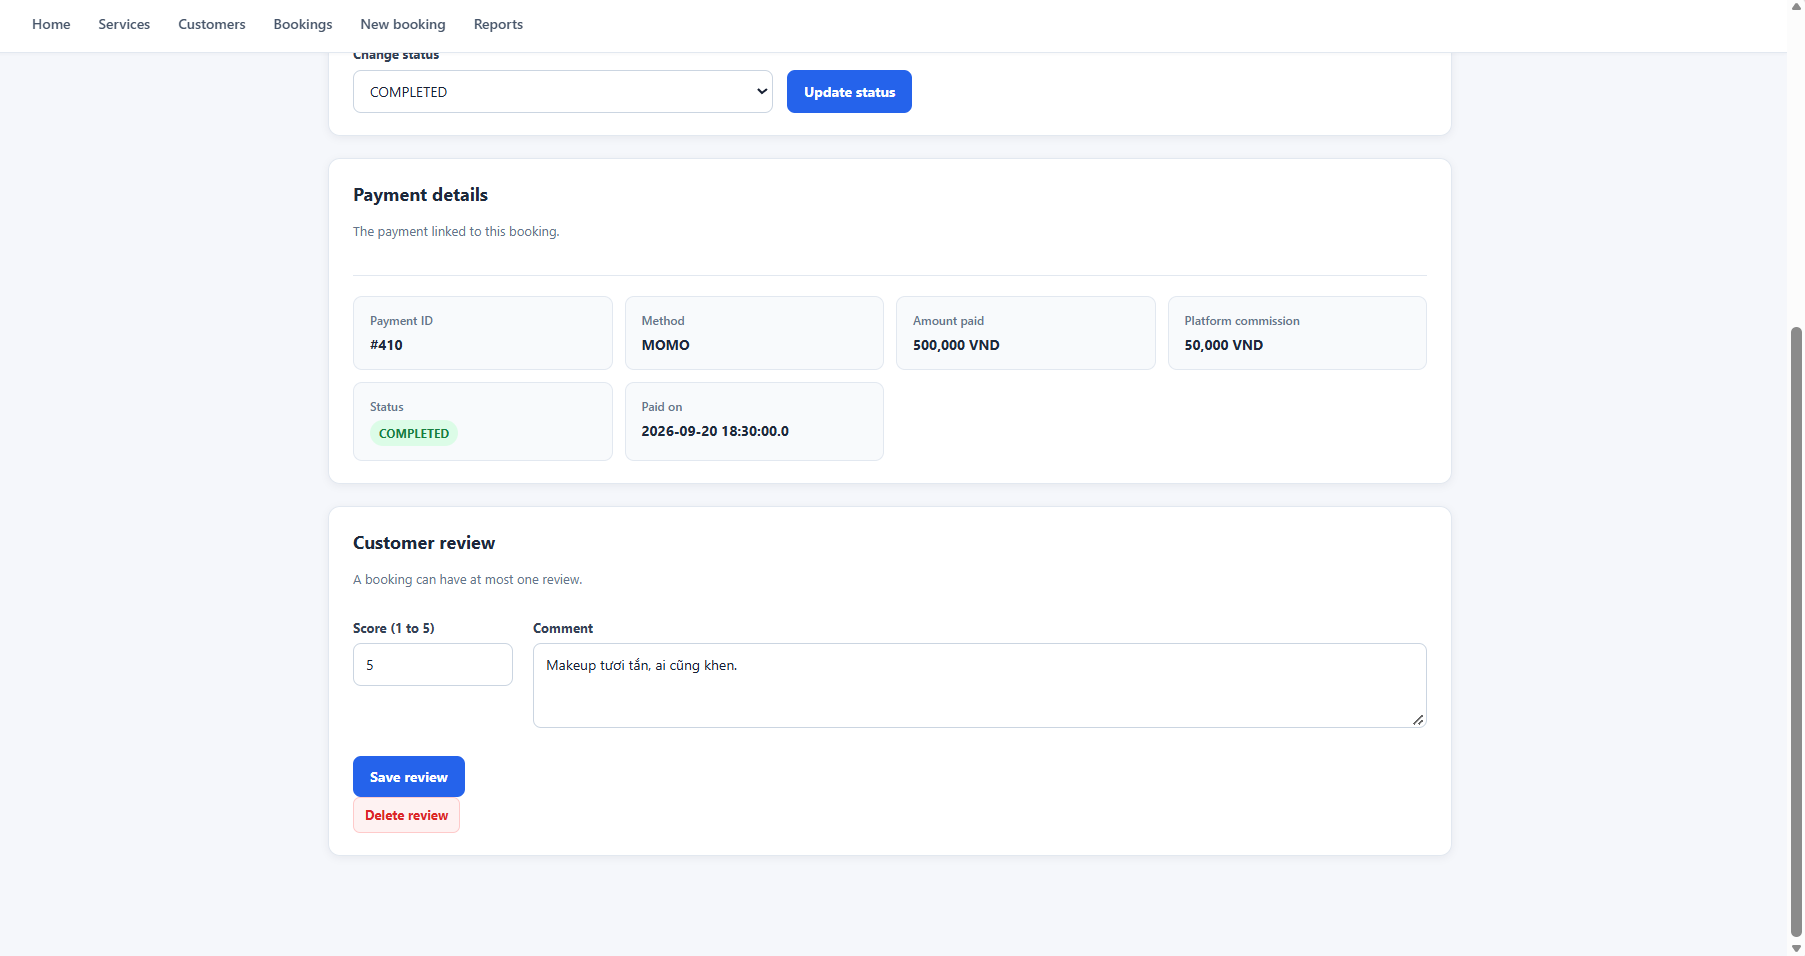 Home Services Customers Bookings New booking Reports
Change status
COMPLETED Update status
Payment details
The payment linked to this booking.
Payment ID Method Amount paid Platform commission
#410 MOMO 500,000 VND 50,000 VND
Status Paid on
COMPLETED 2026-09-20 18:30:00.0
Customer review
A booking can have at most one review.
Score (1 to 5) Comment
5 Makeup tươi tắn, ai cũng khen.
Save review
Delete review